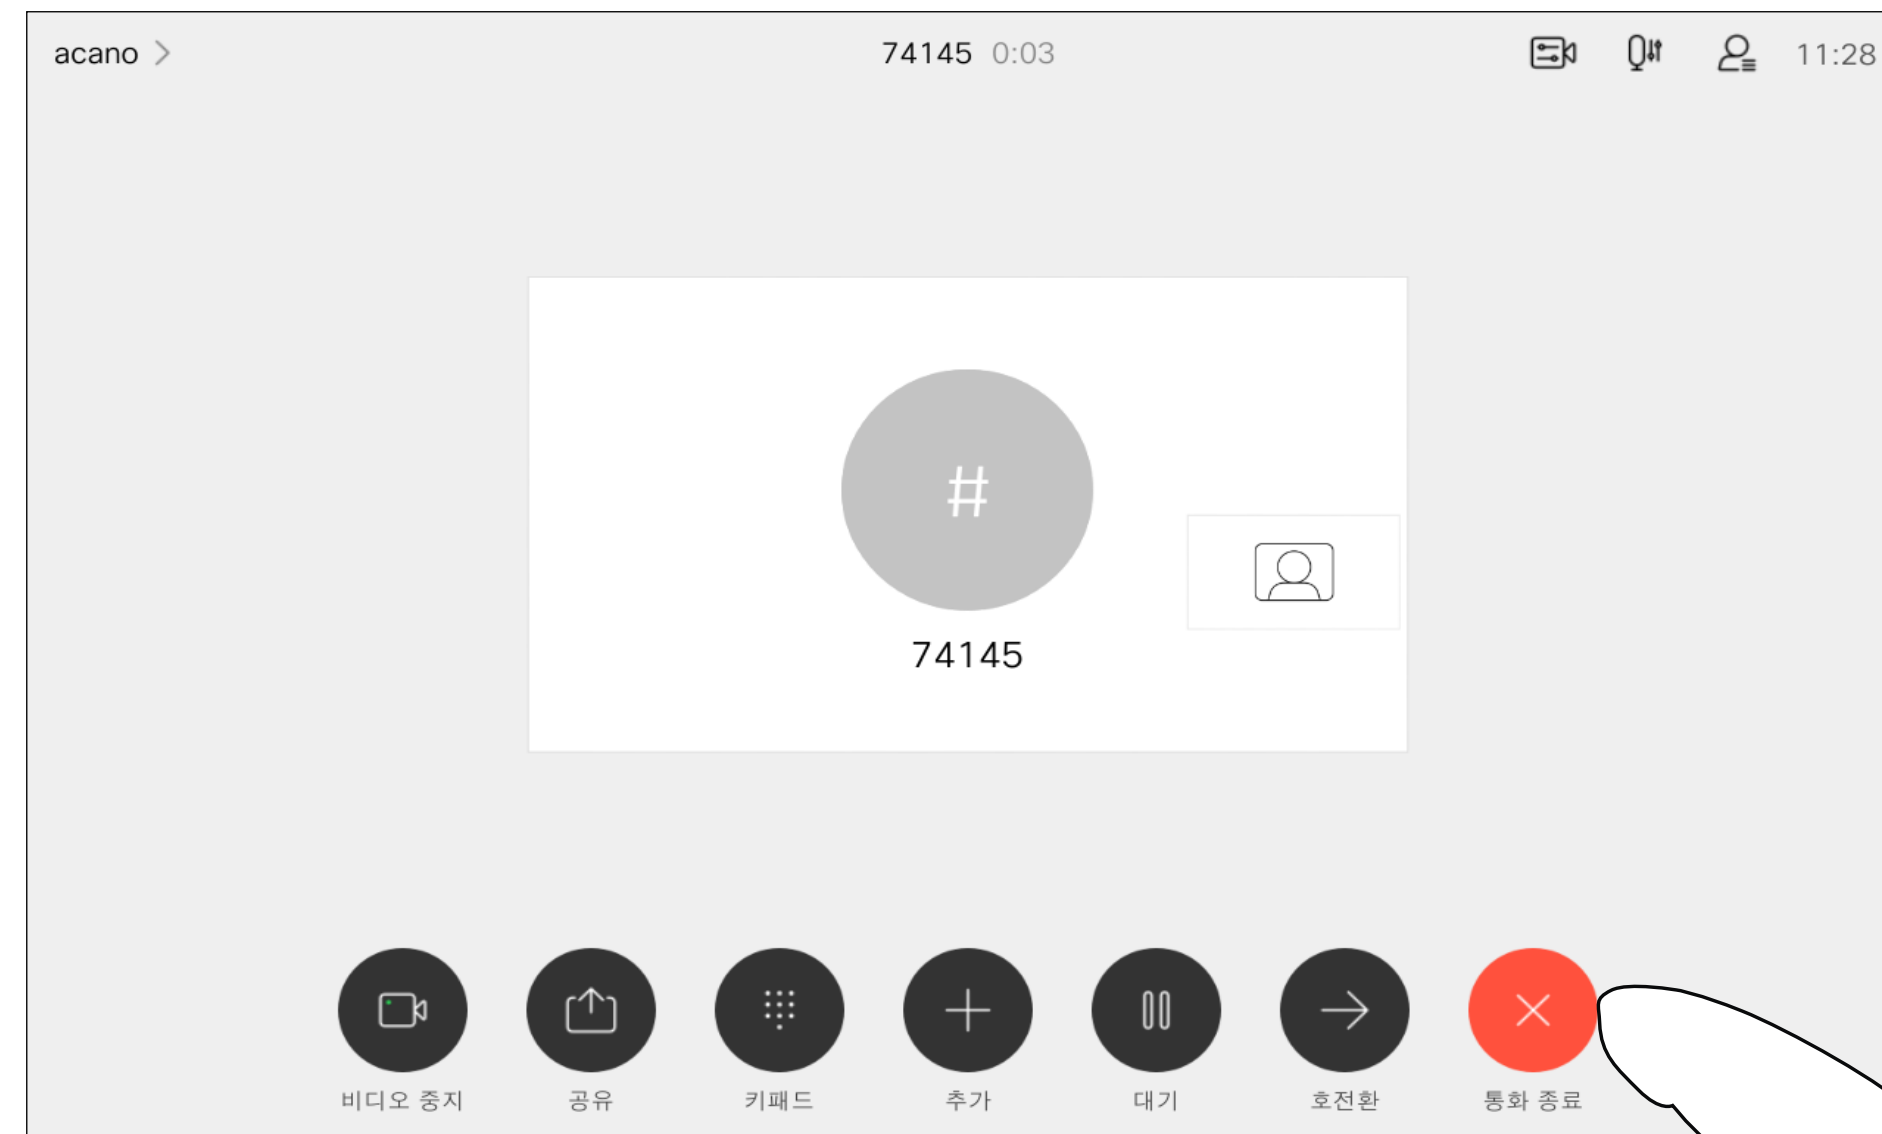 acano
74145 0:03
11:28
#
74145
비디오 중지
공유
키패드
추가
대기
호전환
통화 종료